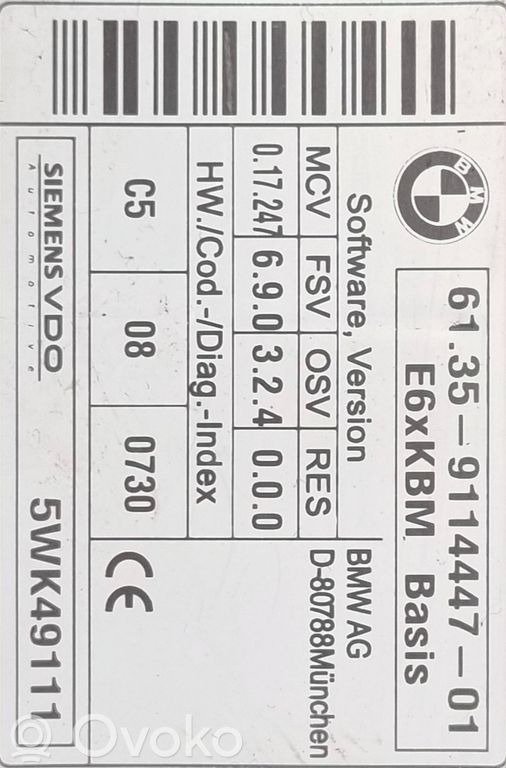 BMW
61.35-9114447-01
E6xKBM Basis
Software, Version
MCV FSV OSV RES
0.17.247 6.9.0 3.2.4 0.0.0
HW./Cod.-/Diag.-Index
C5 08 0730
BMW AG
D-80788München
CE
SIEMENS VDO
Automotive
5WK49111
Ovoko